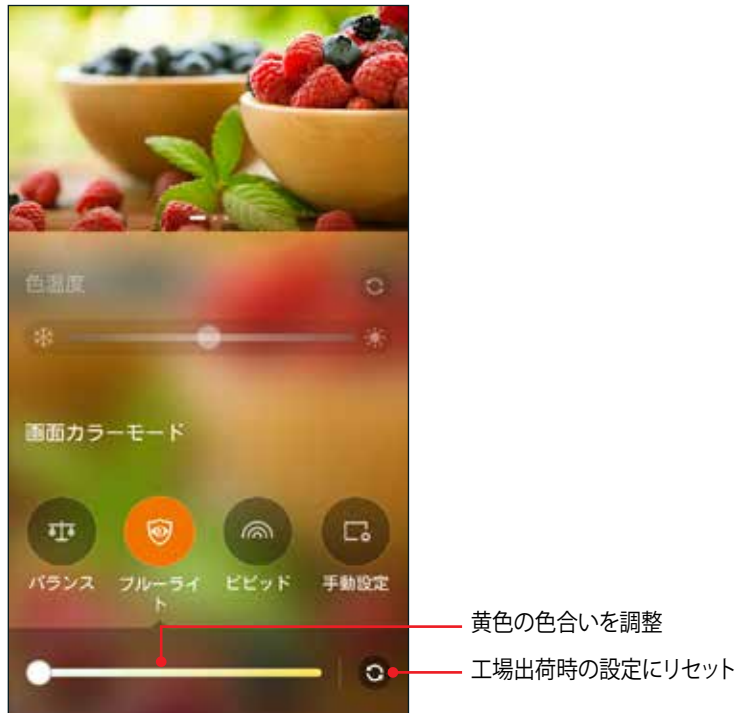 色温度
画面カラーモード
バランス
ブルーライ
ト
ビビッド
手動設定
黄色の色合いを調整
工場出荷時の設定にリセット